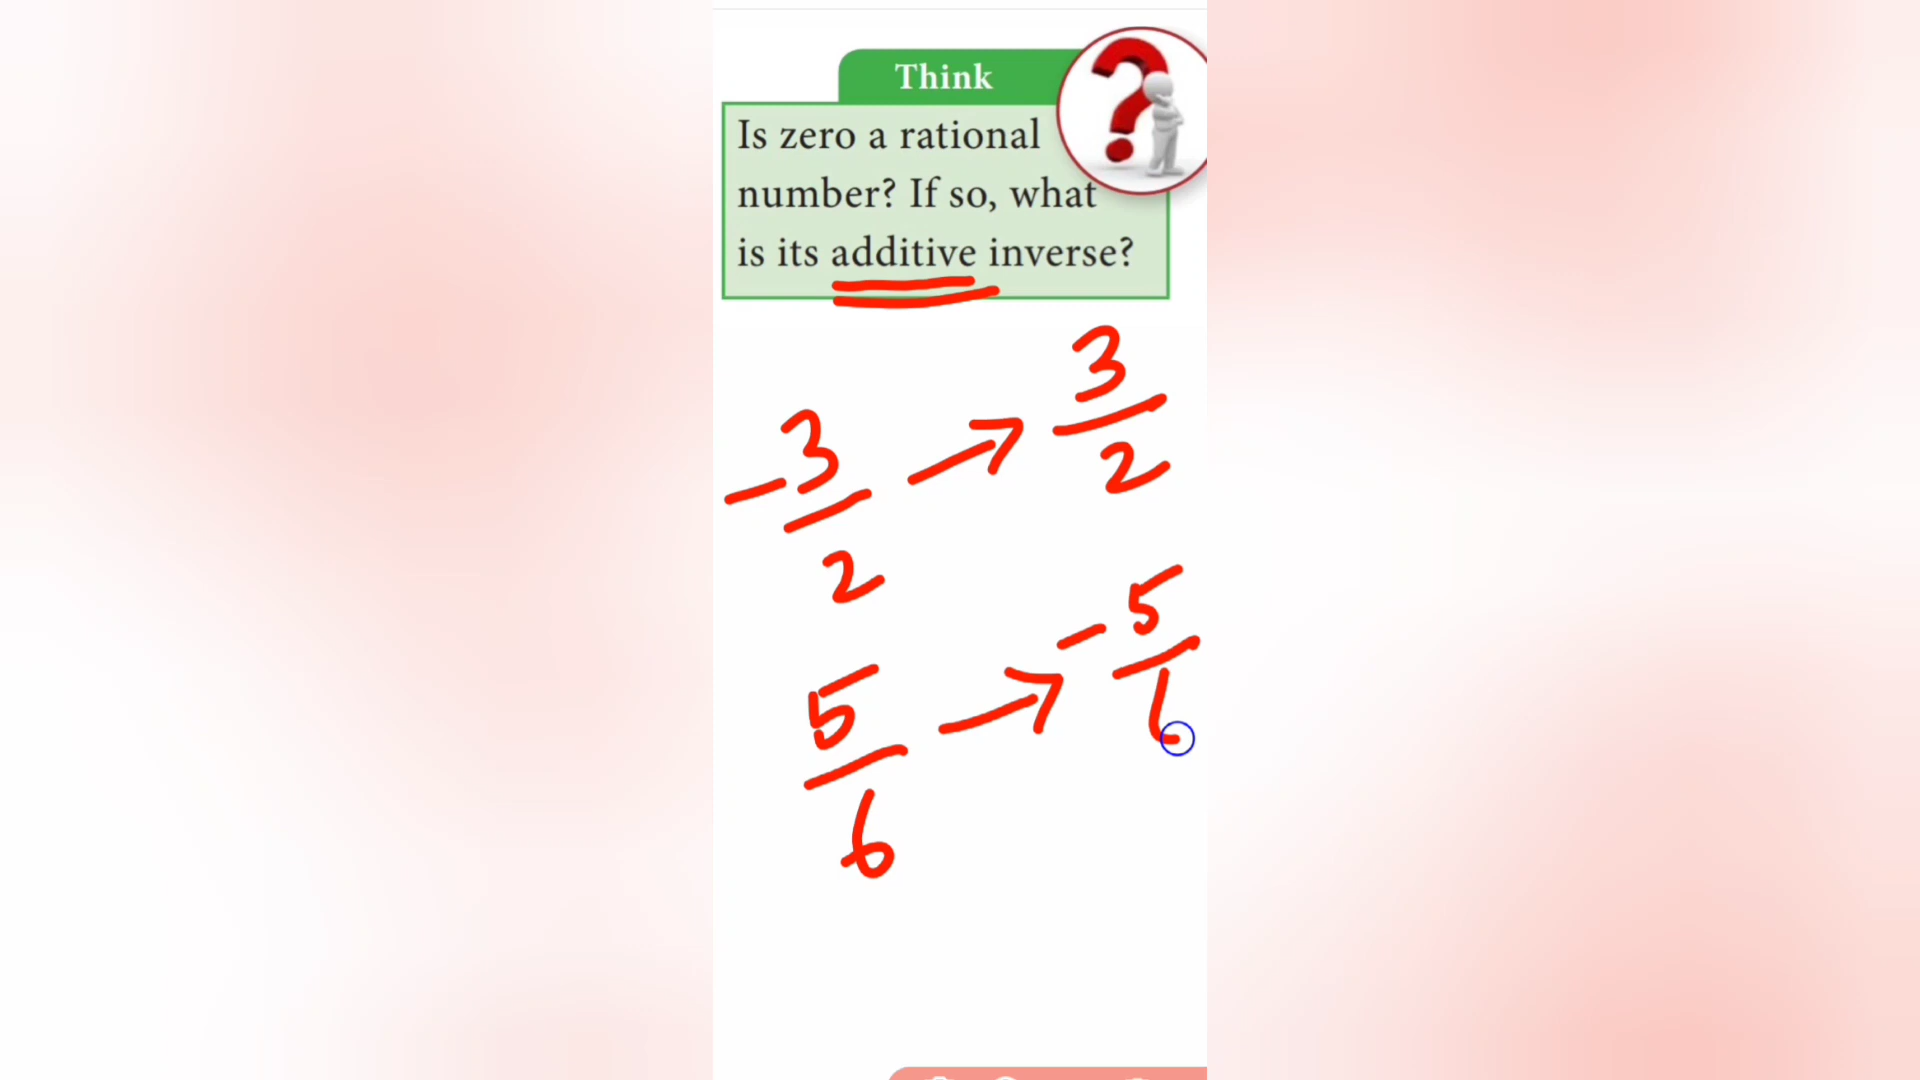 Think
Is zero a rational
number? If so, what
is its additive inverse?
-3/2 → 3/2
5/6 → -5/